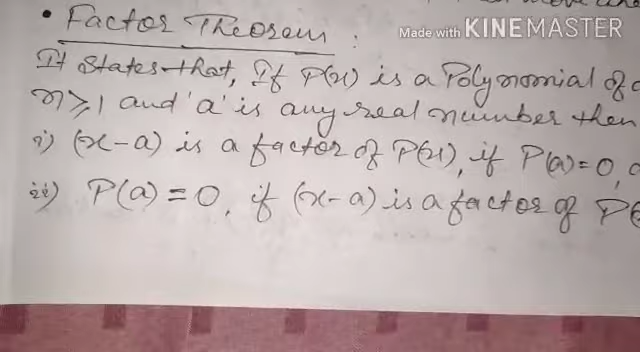 • Factor Theorem :
Made with KINEMASTER
It States that, If P(x) is a Polynomial of
n≥1 and 'a' is any real number then
i) (x-a) is a factor of P(x), if P(a)=0,
ii) P(a)=0, if (x-a) is a factor of P(